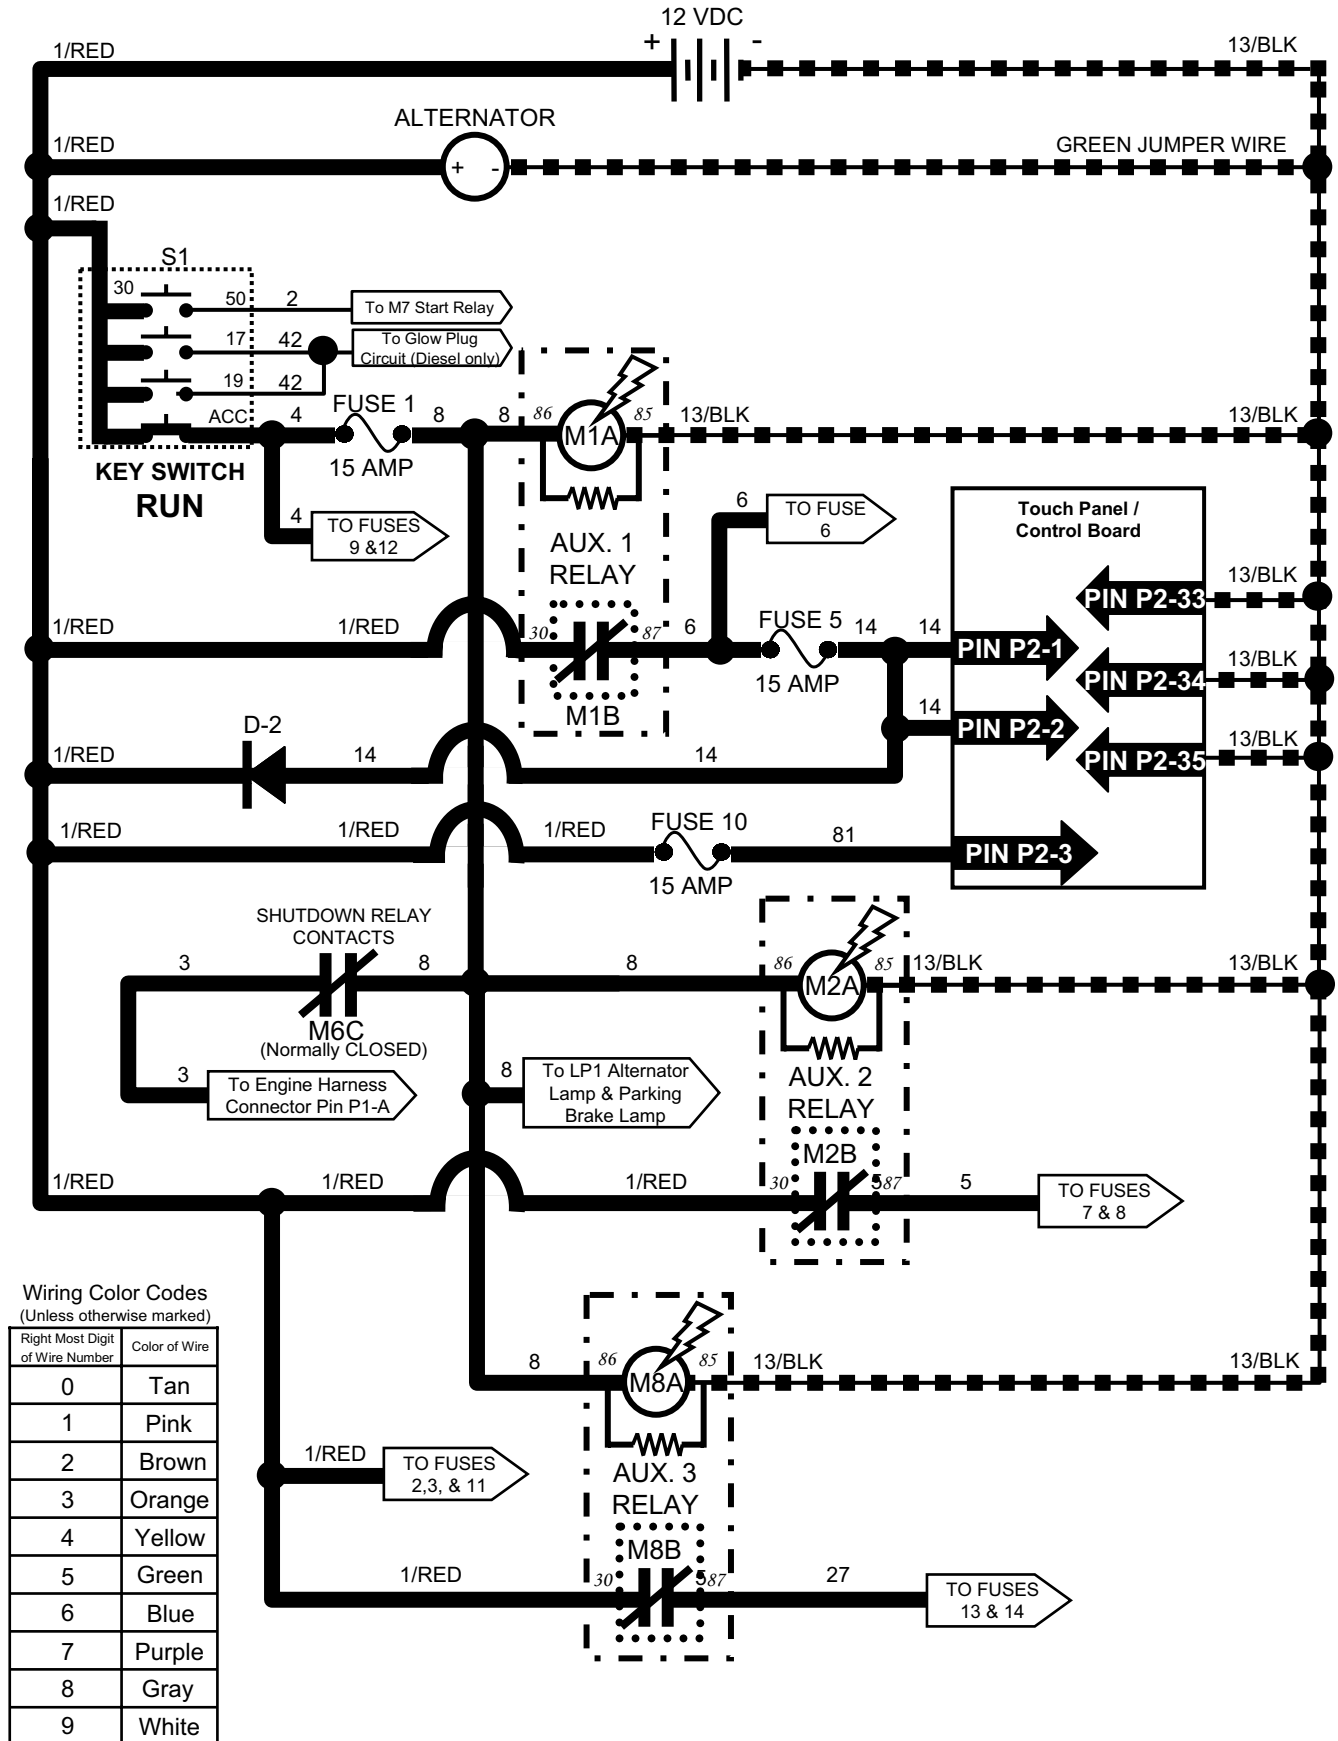 12 VDC
+ -
1/RED 13/BLK
ALTERNATOR
1/RED + - GREEN JUMPER WIRE
1/RED
S1
30 50 2 To M7 Start Relay
17 42 To Glow Plug
Circuit (Diesel only)
19 42
ACC 4 FUSE 1 8 8 86 M1A 85 13/BLK 13/BLK
15 AMP
KEY SWITCH
RUN
4 TO FUSES
9 &12
AUX. 1
RELAY
6 TO FUSE
6
Touch Panel /
Control Board
PIN P2-33 13/BLK
1/RED 1/RED 30 87 6 FUSE 5 14 14 PIN P2-1
15 AMP
M1B
PIN P2-34 13/BLK
14 PIN P2-2
PIN P2-35 13/BLK
D-2
1/RED 14 14
1/RED 1/RED 1/RED FUSE 10 81 PIN P2-3
15 AMP
SHUTDOWN RELAY
CONTACTS
3 8 8 86 M2A 85 13/BLK 13/BLK
M6C
(Normally CLOSED)
3 To Engine Harness
Connector Pin P1-A
8 To LP1 Alternator
Lamp & Parking
Brake Lamp
AUX. 2
RELAY
M2B
1/RED 1/RED 1/RED 30 587 5 TO FUSES
7 & 8
8 86 M8A 85 13/BLK 13/BLK
1/RED TO FUSES
2,3, & 11
AUX. 3
RELAY
M8B
1/RED 30 587 27 TO FUSES
13 & 14
Wiring Color Codes
(Unless otherwise marked)
Right Most Digit
of Wire Number Color of Wire
0 Tan
1 Pink
2 Brown
3 Orange
4 Yellow
5 Green
6 Blue
7 Purple
8 Gray
9 White